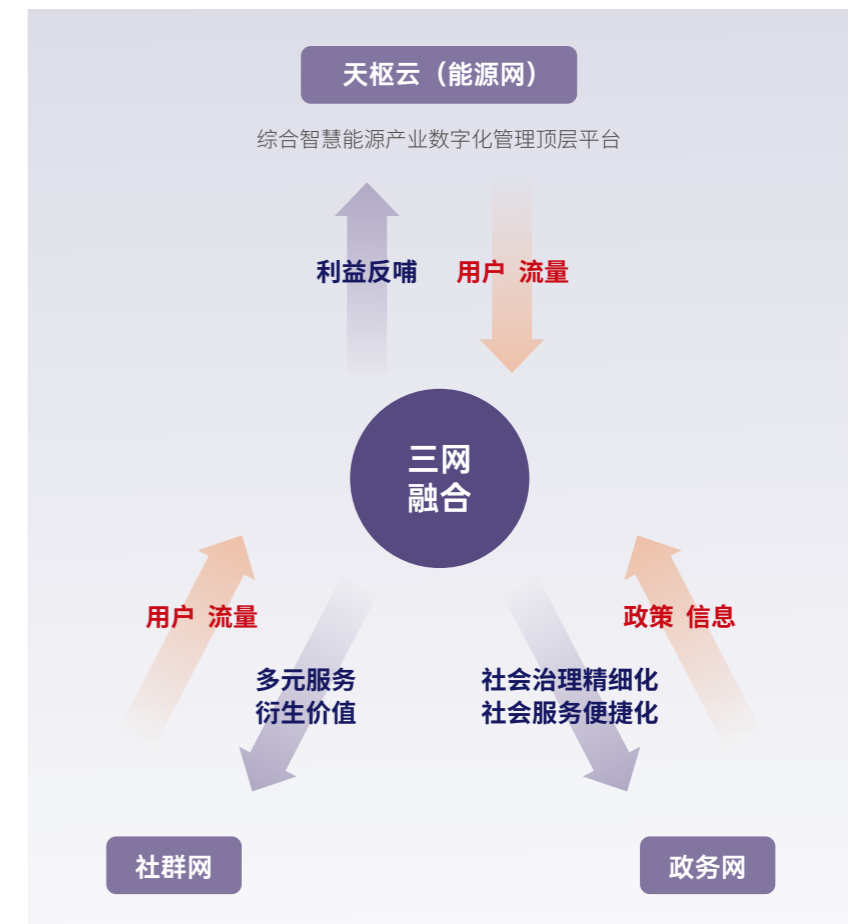 天枢云（能源网）
综合智慧能源产业数字化管理顶层平台
利益反哺
用户 流量
三网
融合
用户 流量
政策 信息
多元服务
衍生价值
社会治理精细化
社会服务便捷化
社群网
政务网